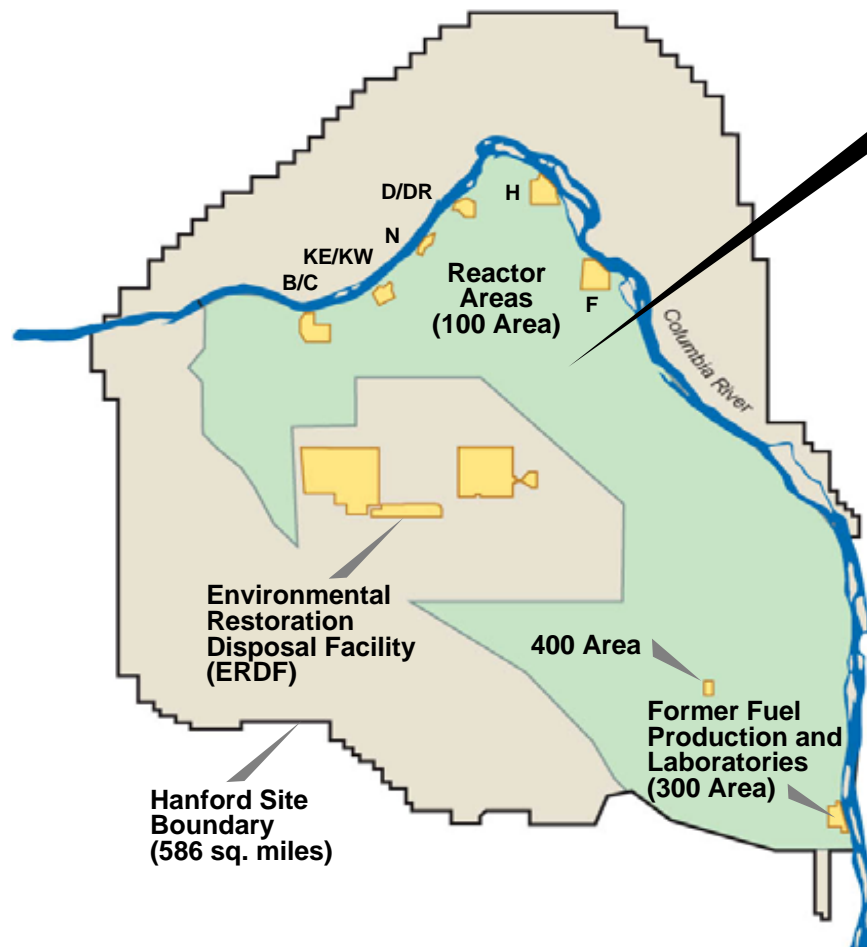 D/DR
H
N
KE/KW
B/C
Reactor
Areas
(100 Area)
F
Columbia River
Environmental
Restoration
Disposal Facility
(ERDF)
400 Area
Former Fuel
Production and
Laboratories
(300 Area)
Hanford Site
Boundary
(586 sq. miles)